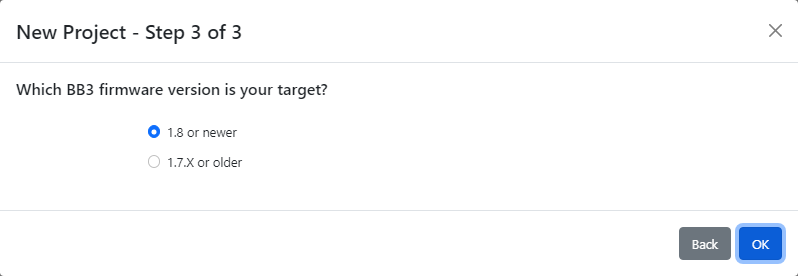 New Project - Step 3 of 3
Which BB3 firmware version is your target?
1.8 or newer
1.7.X or older
Back OK